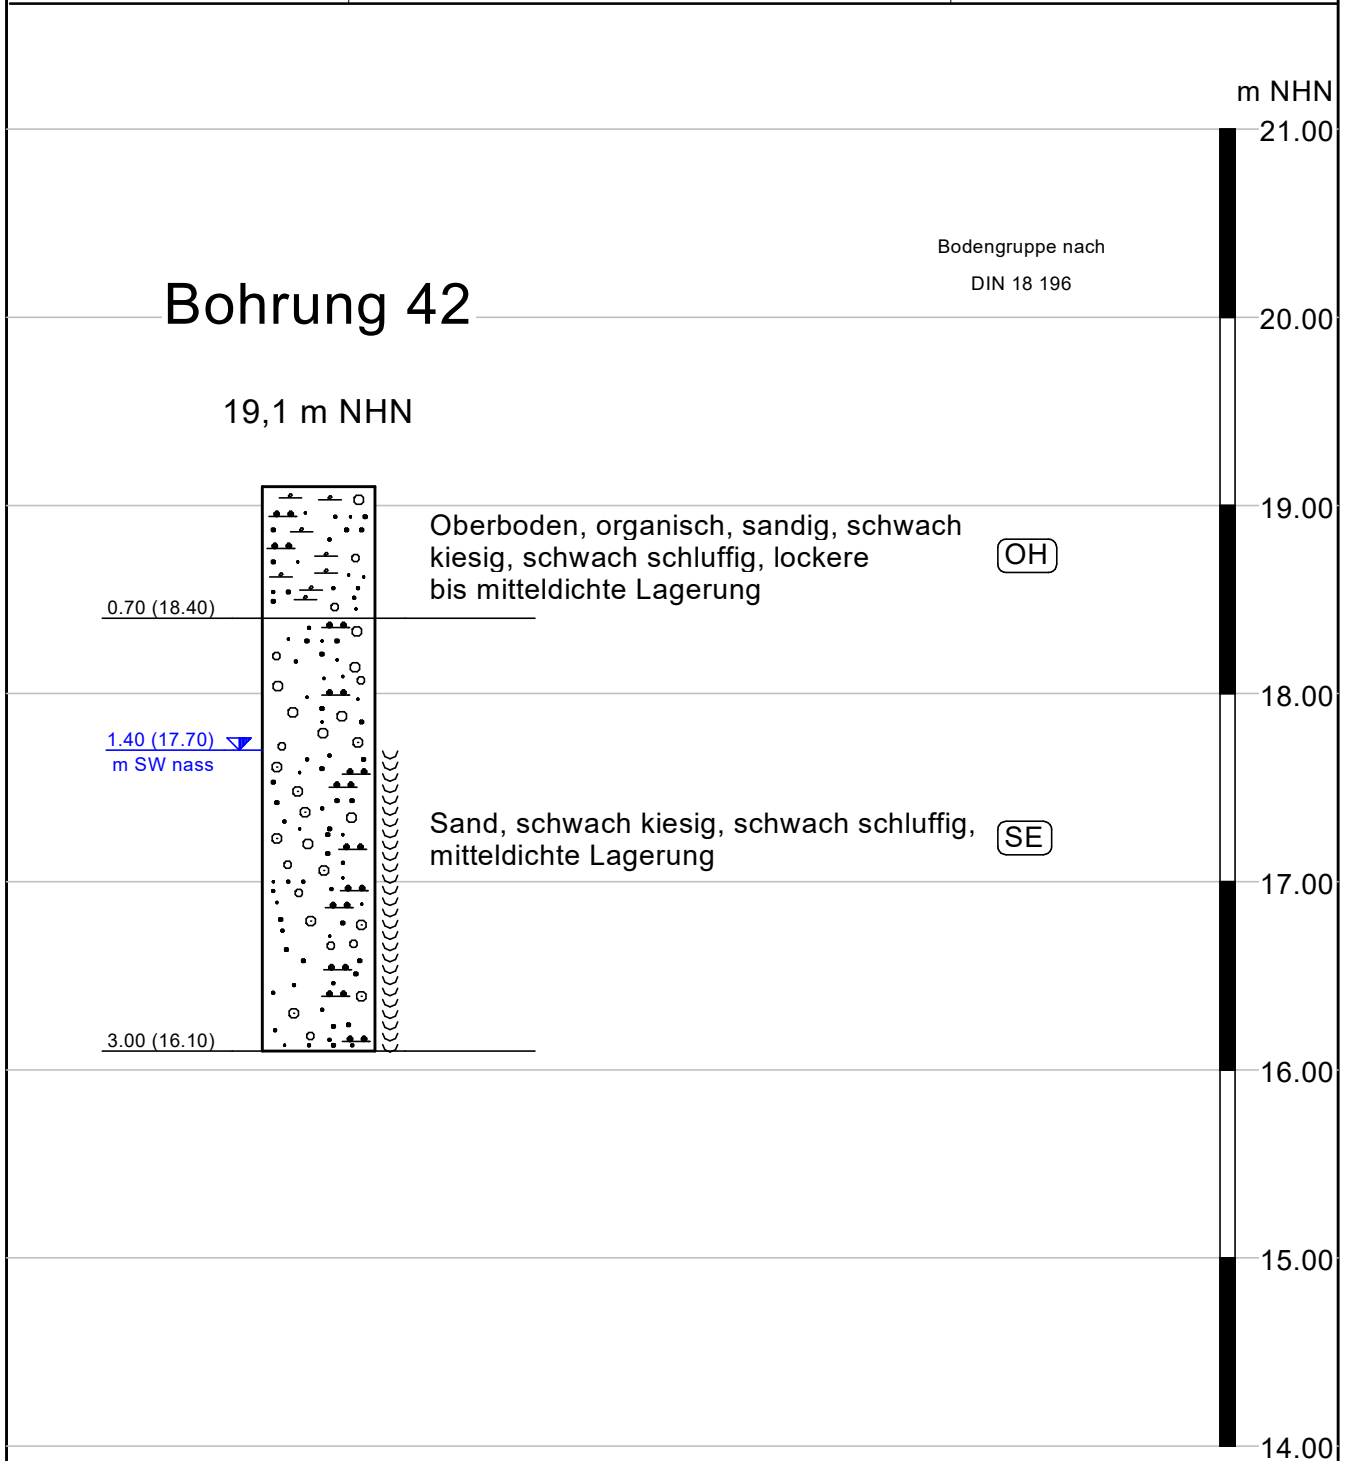 m NHN
21.00
Bodengruppe nach
DIN 18 196
Bohrung 42
20.00
19,1 m NHN
19.00
Oberboden, organisch, sandig, schwach
kiesig, schwach schluffig, lockere
bis mitteldichte Lagerung
OH
0.70 (18.40)
18.00
1.40 (17.70)
m SW nass
Sand, schwach kiesig, schwach schluffig,
mitteldichte Lagerung
SE
17.00
3.00 (16.10)
16.00
15.00
14.00